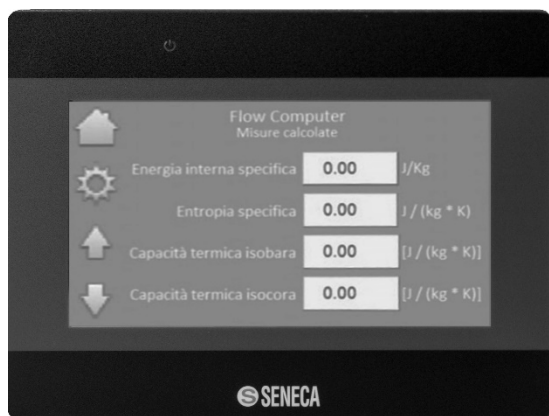 Flow Computer
Misure calcolate
Energia interna specifica 0.00 J/Kg
Entropia specifica 0.00 J / (kg * K)
Capacità termica isobara 0.00 [J / (kg * K)]
Capacità termica isocora 0.00 [J / (kg * K)]
SENECA